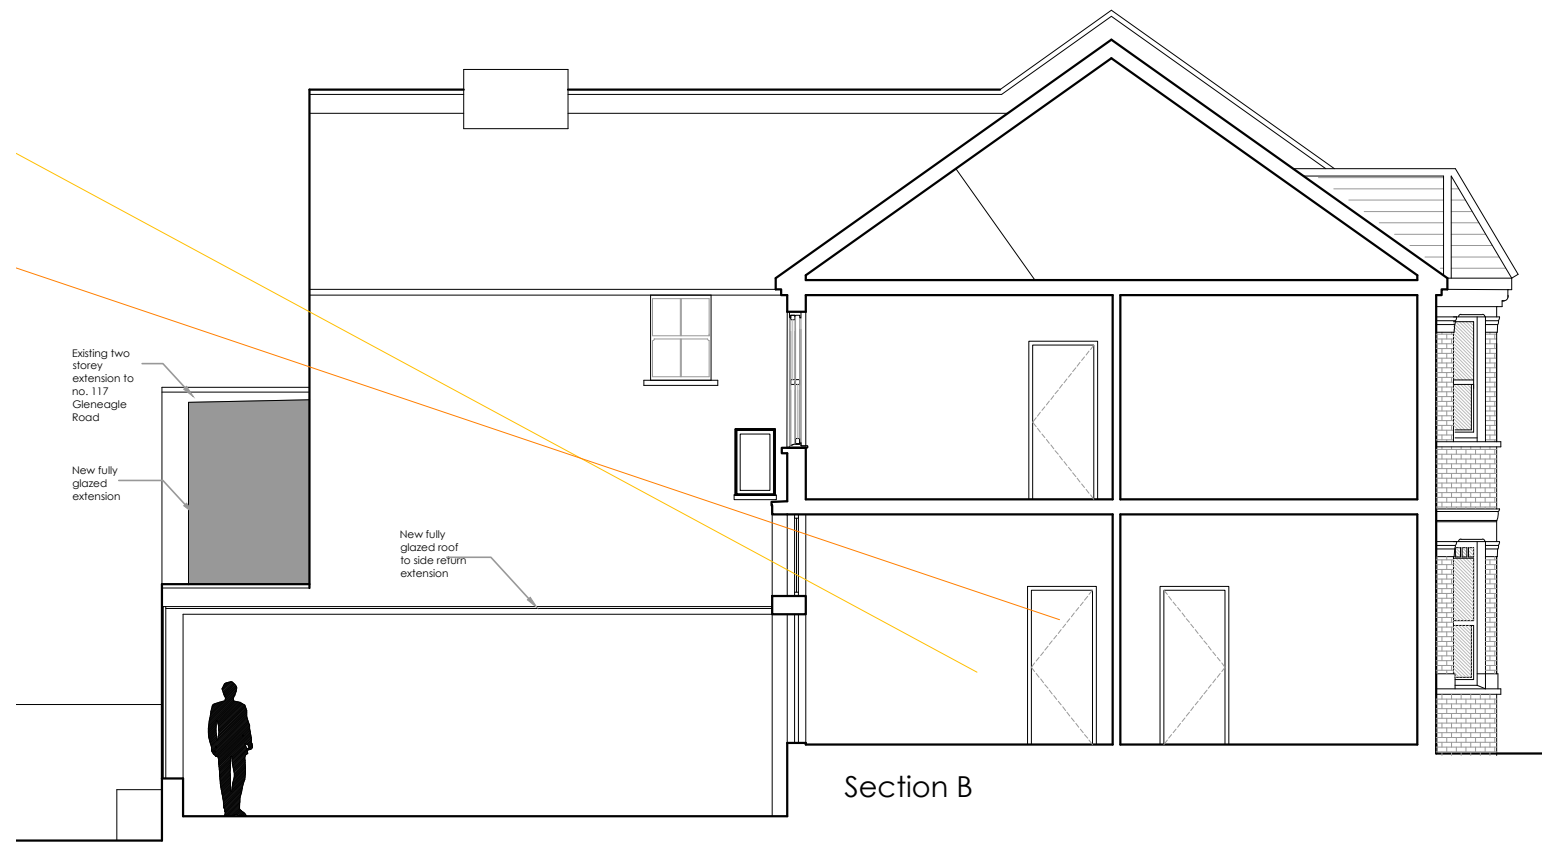 Existing two
storey
extension to
no. 117
Gleneagle
Road
New fully
glazed
extension
New fully
glazed roof
to side return
extension
Section B